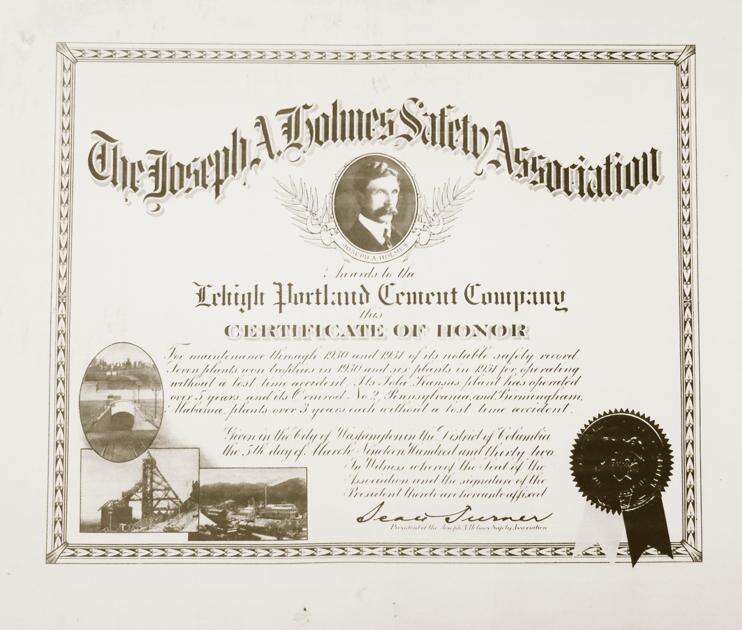 The Joseph A. Holmes Safety Association
JOSEPH A. HOLMES
Awards to the
Lehigh Portland Cement Company
this
CERTIFICATE OF HONOR
For maintenance through 1930 and 1931 of its notable safety record.
Seven plants won trophies in 1930 and six plants in 1931 for operating
without a lost time accident. Its Iola, Kansas, plant has operated
over 5 years and its Ormrod No 2, Pennsylvania, and Birmingham,
Alabama, plants over 3 years each without a lost time accident.
Given in the City of Washington in the District of Columbia
the 5th day of March Nineteen Hundred and thirty two
In Witness whereof the Seal of the
Association and the signature of the
President thereto are hereunto affixed
Turner
President of the Joseph A. Holmes Safety Association